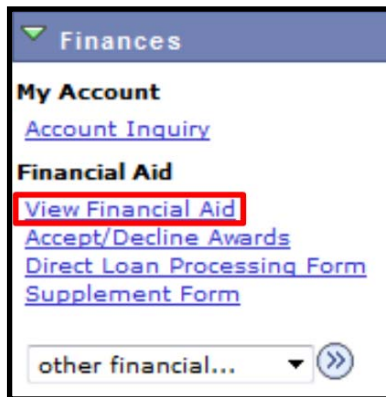 Finances
My Account
Account Inquiry
Financial Aid
View Financial Aid
Accept/Decline Awards
Direct Loan Processing Form
Supplement Form
other financial...